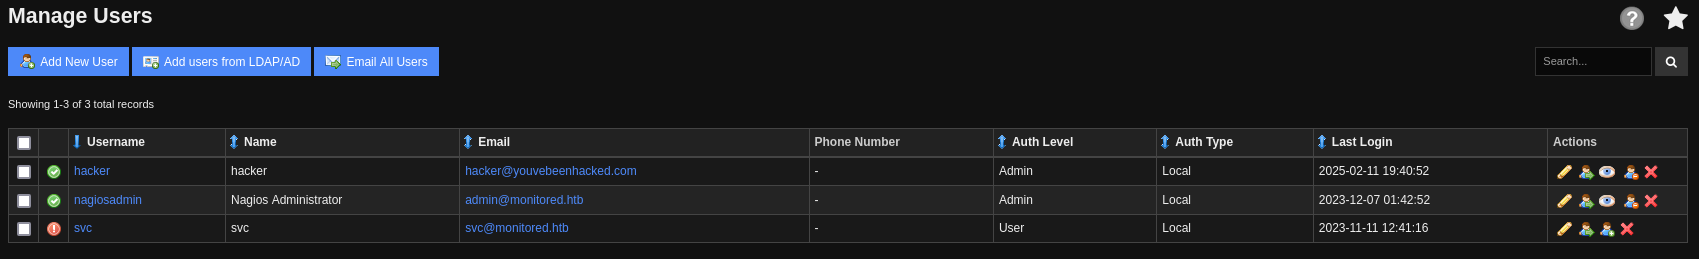 Manage Users
?
Add New User Add users from LDAP/AD Email All Users Search...
Showing 1-3 of 3 total records
Username Name Email Phone Number Auth Level Auth Type Last Login Actions
hacker hacker hacker@youvebeenhacked.com - Admin Local 2025-02-11 19:40:52
nagiosadmin Nagios Administrator admin@monitored.htb - Admin Local 2023-12-07 01:42:52
svc svc svc@monitored.htb - User Local 2023-11-11 12:41:16